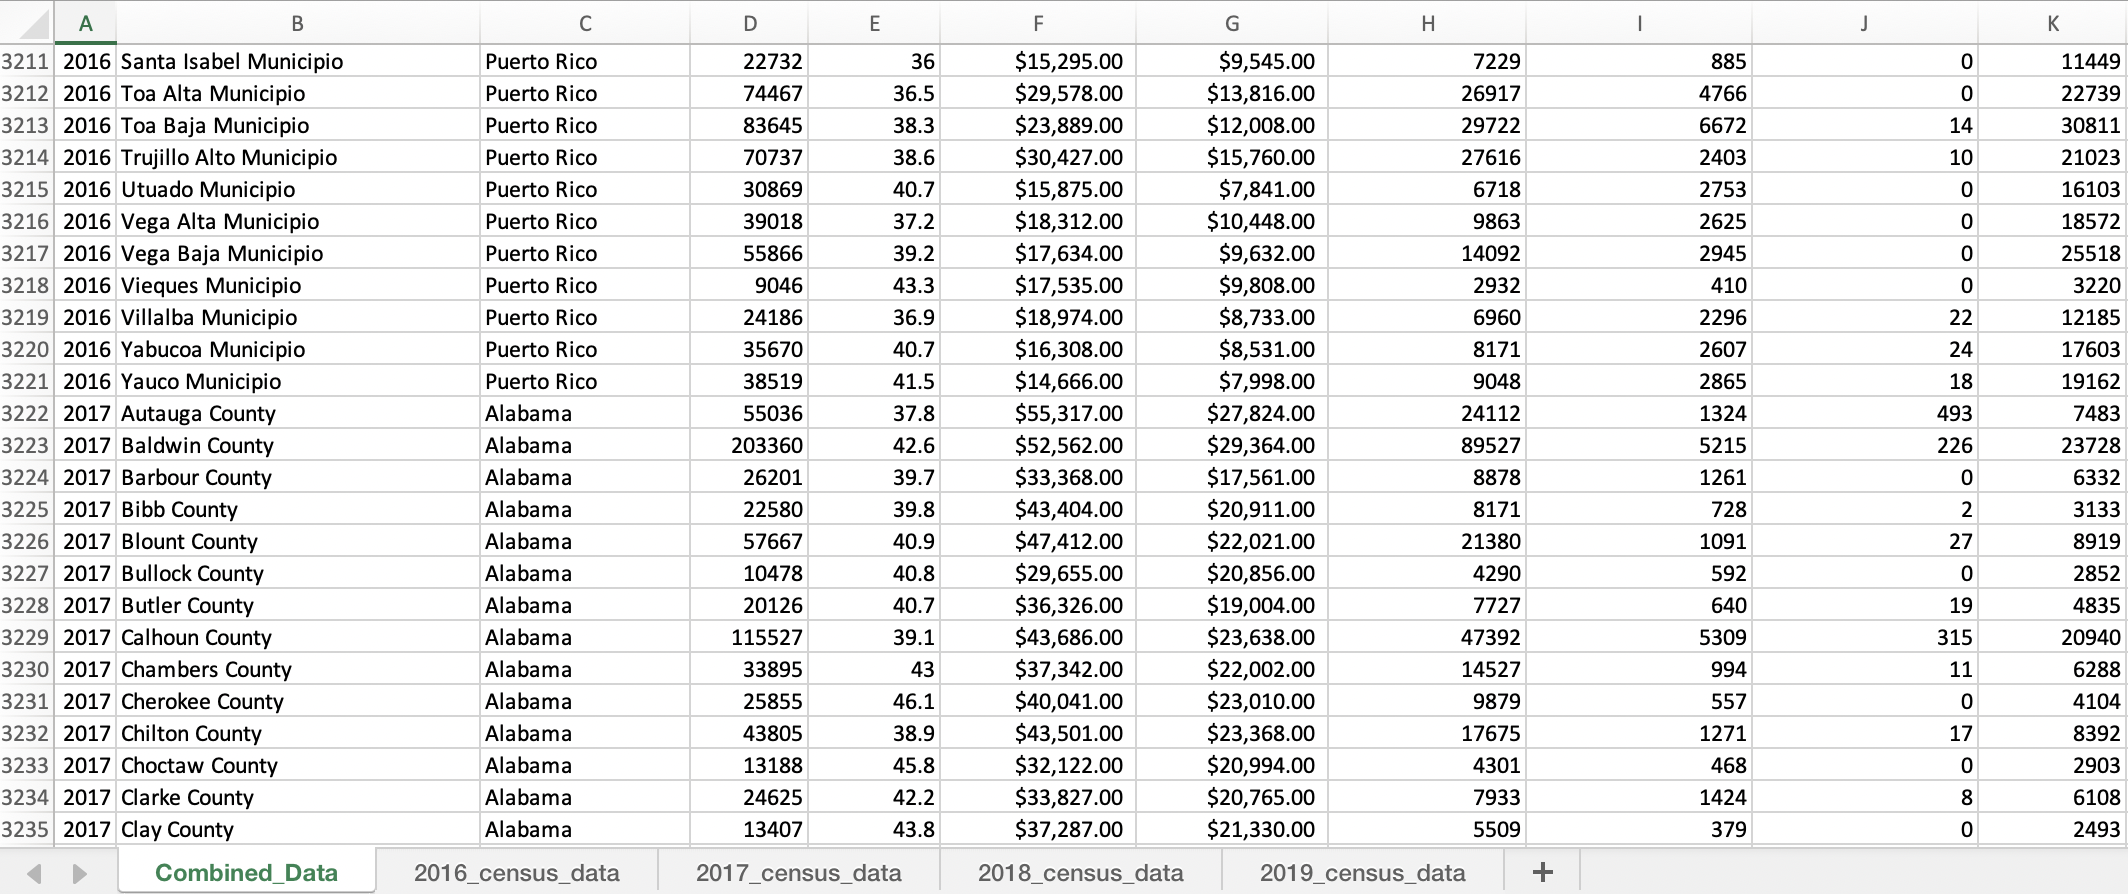 A B C D E F G H I J K
3211 2016 Santa Isabel Municipio Puerto Rico 22732 36 $15,295.00 $9,545.00 7229 885 0 11449
3212 2016 Toa Alta Municipio Puerto Rico 74467 36.5 $29,578.00 $13,816.00 26917 4766 0 22739
3213 2016 Toa Baja Municipio Puerto Rico 83645 38.3 $23,889.00 $12,008.00 29722 6672 14 30811
3214 2016 Trujillo Alto Municipio Puerto Rico 70737 38.6 $30,427.00 $15,760.00 27616 2403 10 21023
3215 2016 Utuado Municipio Puerto Rico 30869 40.7 $15,875.00 $7,841.00 6718 2753 0 16103
3216 2016 Vega Alta Municipio Puerto Rico 39018 37.2 $18,312.00 $10,448.00 9863 2625 0 18572
3217 2016 Vega Baja Municipio Puerto Rico 55866 39.2 $17,634.00 $9,632.00 14092 2945 0 25518
3218 2016 Vieques Municipio Puerto Rico 9046 43.3 $17,535.00 $9,808.00 2932 410 0 3220
3219 2016 Villalba Municipio Puerto Rico 24186 36.9 $18,974.00 $8,733.00 6960 2296 22 12185
3220 2016 Yabucoa Municipio Puerto Rico 35670 40.7 $16,308.00 $8,531.00 8171 2607 24 17603
3221 2016 Yauco Municipio Puerto Rico 38519 41.5 $14,666.00 $7,998.00 9048 2865 18 19162
3222 2017 Autauga County Alabama 55036 37.8 $55,317.00 $27,824.00 24112 1324 493 7483
3223 2017 Baldwin County Alabama 203360 42.6 $52,562.00 $29,364.00 89527 5215 226 23728
3224 2017 Barbour County Alabama 26201 39.7 $33,368.00 $17,561.00 8878 1261 0 6332
3225 2017 Bibb County Alabama 22580 39.8 $43,404.00 $20,911.00 8171 728 2 3133
3226 2017 Blount County Alabama 57667 40.9 $47,412.00 $22,021.00 21380 1091 27 8919
3227 2017 Bullock County Alabama 10478 40.8 $29,655.00 $20,856.00 4290 592 0 2852
3228 2017 Butler County Alabama 20126 40.7 $36,326.00 $19,004.00 7727 640 19 4835
3229 2017 Calhoun County Alabama 115527 39.1 $43,686.00 $23,638.00 47392 5309 315 20940
3230 2017 Chambers County Alabama 33895 43 $37,342.00 $22,002.00 14527 994 11 6288
3231 2017 Cherokee County Alabama 25855 46.1 $40,041.00 $23,010.00 9879 557 0 4104
3232 2017 Chilton County Alabama 43805 38.9 $43,501.00 $23,368.00 17675 1271 17 8392
3233 2017 Choctaw County Alabama 13188 45.8 $32,122.00 $20,994.00 4301 468 0 2903
3234 2017 Clarke County Alabama 24625 42.2 $33,827.00 $20,765.00 7933 1424 8 6108
3235 2017 Clay County Alabama 13407 43.8 $37,287.00 $21,330.00 5509 379 0 2493
Combined_Data 2016_census_data 2017_census_data 2018_census_data 2019_census_data +